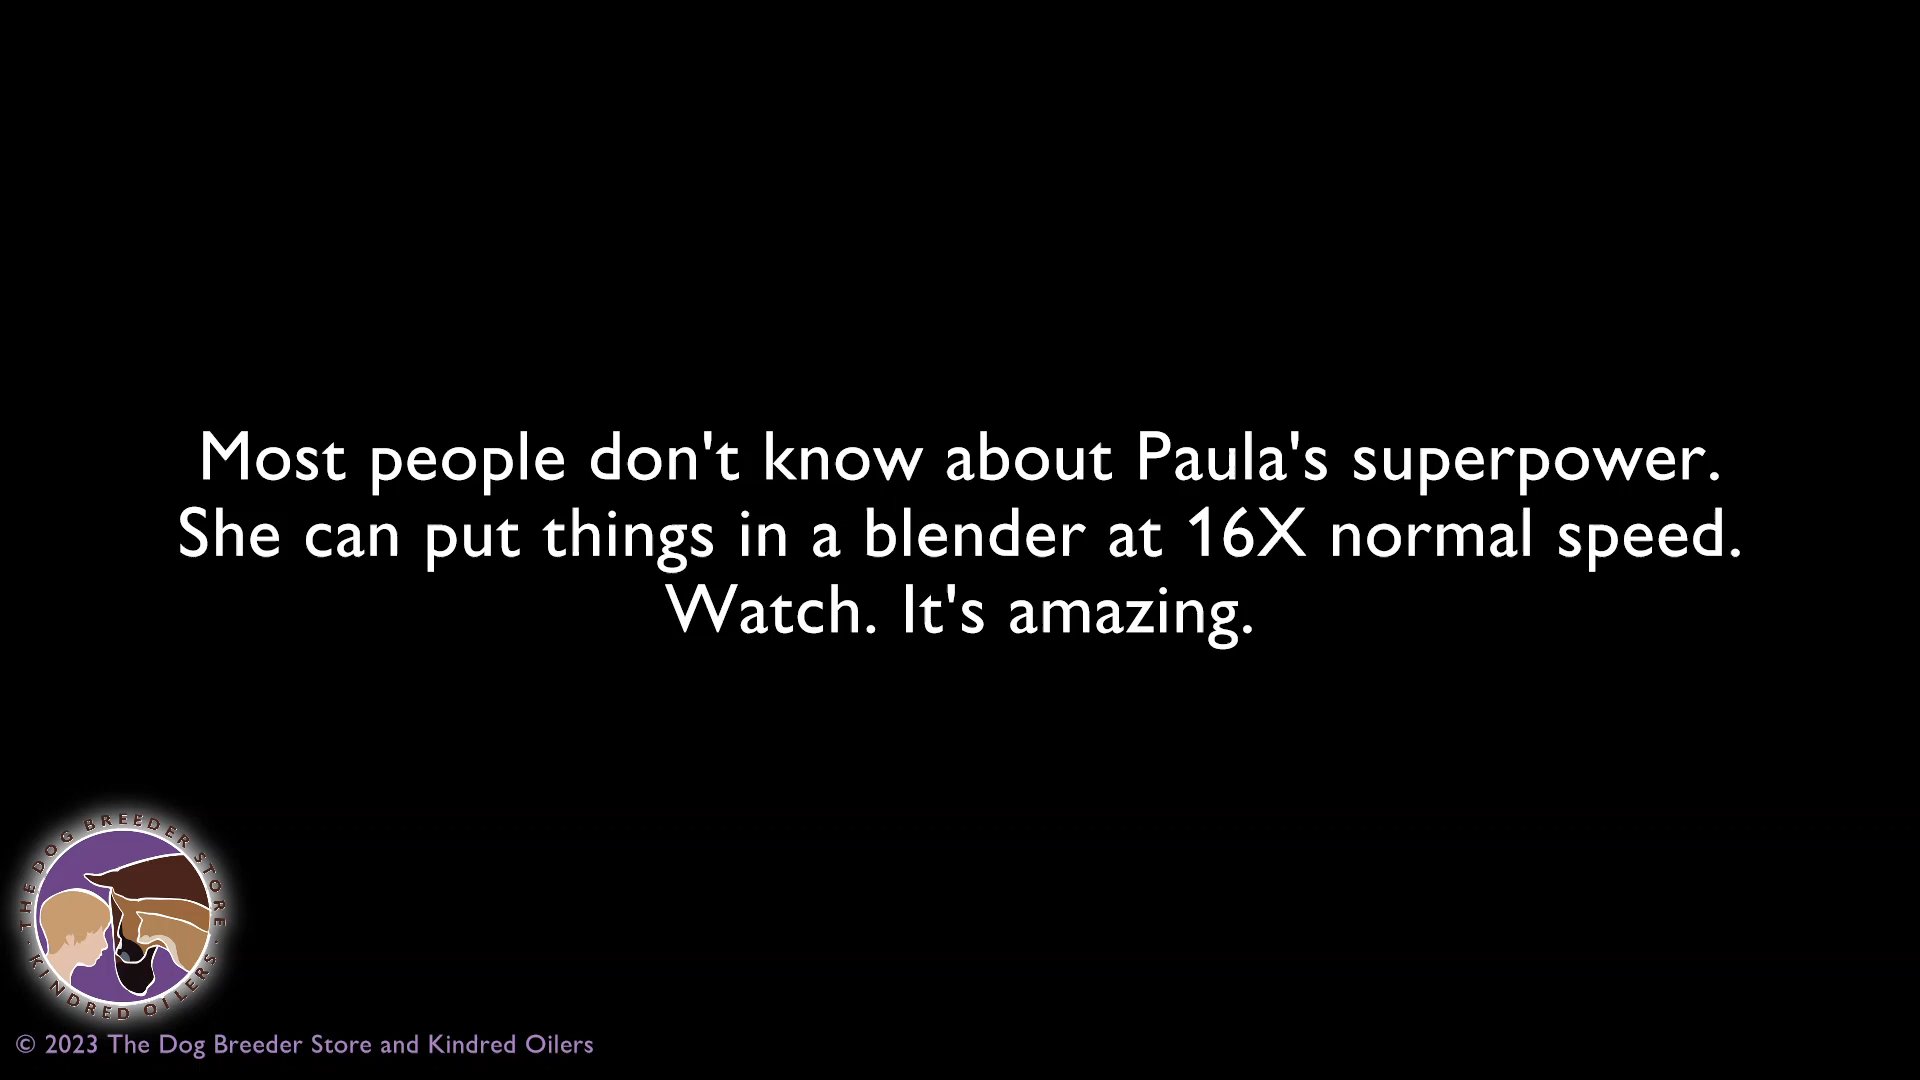 Most people don't know about Paula's superpower.
She can put things in a blender at 16X normal speed.
Watch. It's amazing.
THE DOG BREEDER STORE
· KINDRED OILERS ·
© 2023 The Dog Breeder Store and Kindred Oilers